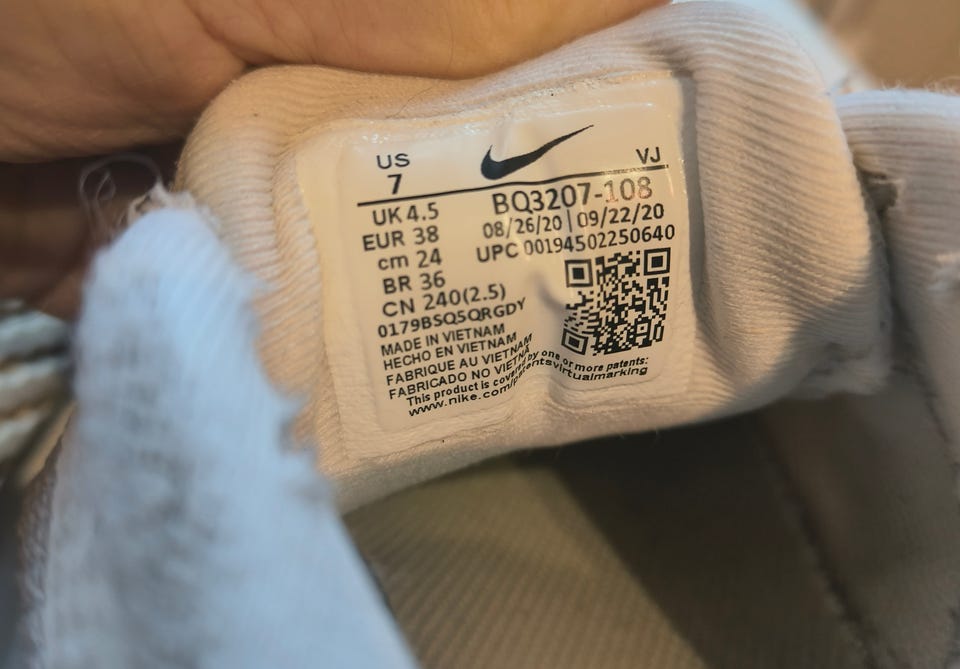 US
7
VJ
UK 4.5
EUR 38
cm 24
BR 36
CN 240(2.5)
BQ3207-108
08/26/20 | 09/22/20
UPC 00194502250640
0179BSQ5QRGDY
MADE IN VIETNAM
HECHO EN VIETNAM
FABRIQUE AU VIETNAM
FABRICADO NO VIETNÃ
This product is covered by one or more patents:
www.nike.com/patentsvirtualmarking